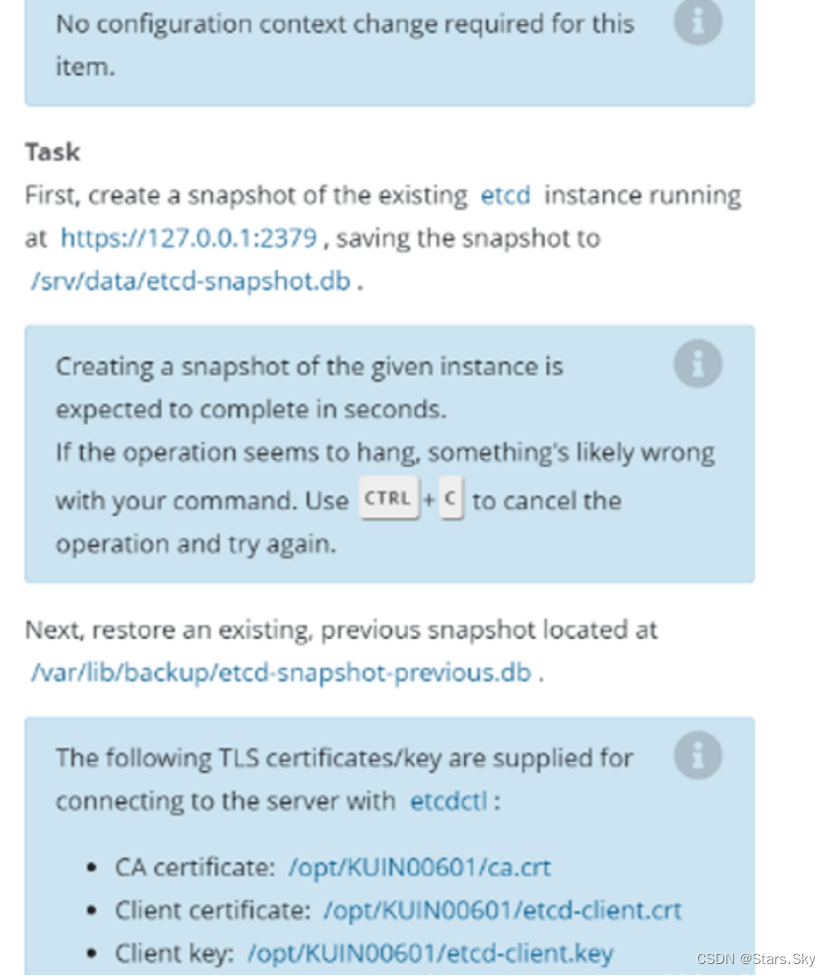 No configuration context change required for this
item.
Task
First, create a snapshot of the existing etcd instance running
at https://127.0.0.1:2379 , saving the snapshot to
/srv/data/etcd-snapshot.db .
Creating a snapshot of the given instance is
expected to complete in seconds.
If the operation seems to hang, something's likely wrong
with your command. Use CTRL + C to cancel the
operation and try again.
Next, restore an existing, previous snapshot located at
/var/lib/backup/etcd-snapshot-previous.db .
The following TLS certificates/key are supplied for
connecting to the server with etcdctl :
• CA certificate: /opt/KUIN00601/ca.crt
• Client certificate: /opt/KUIN00601/etcd-client.crt
• Client key: /opt/KUIN00601/etcd-client.key
CSDN @Stars.Sky